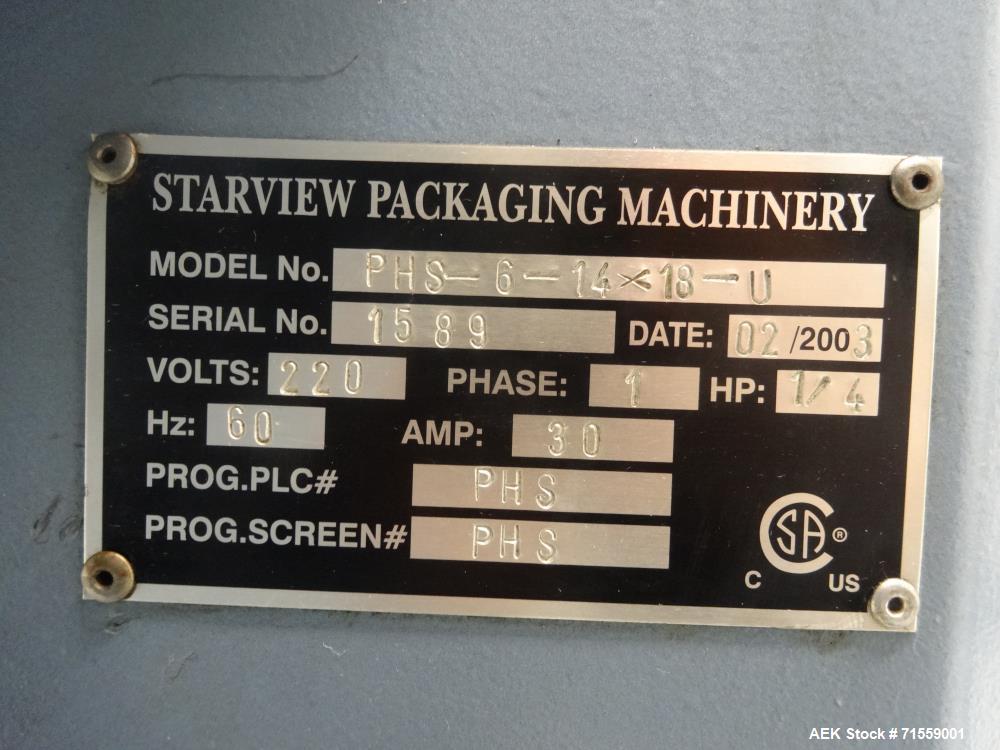 STARVIEW PACKAGING MACHINERY
MODEL No. PHS-6-14×18-U
SERIAL No. 1589 DATE: 02/2003
VOLTS: 220 PHASE: 1 HP: 1/4
Hz: 60 AMP: 30
PROG.PLC# PHS
PROG.SCREEN# PHS
CSA®
C US
AEK Stock # 71559001